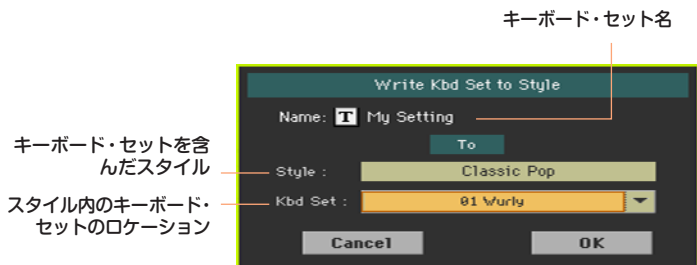 キーボード・セット名
Write Kbd Set to Style
Name: T My Setting
To
キーボード・セットを含
んだスタイル
Style : Classic Pop
スタイル内のキーボード・
セットのロケーション
Kbd Set : 01 Wurly
Cancel OK